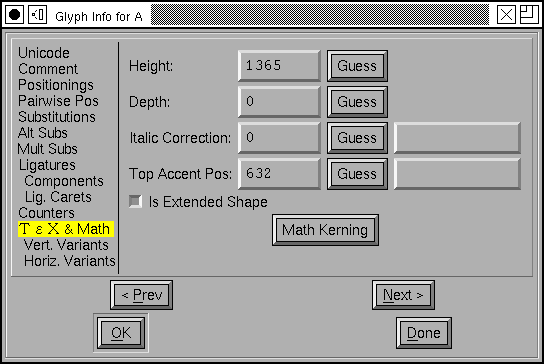 Glyph Info for A
Unicode
Comment
Positionings
Pairwise Pos
Substitutions
Alt Subs
Mult Subs
Ligatures
Components
Lig. Carets
Counters
Τ ε Χ & Math
Vert. Variants
Horiz. Variants
Height: 1365 Guess
Depth: 0 Guess
Italic Correction: 0 Guess
Top Accent Pos: 632 Guess
Is Extended Shape
Math Kerning
< Prev Next >
OK Done